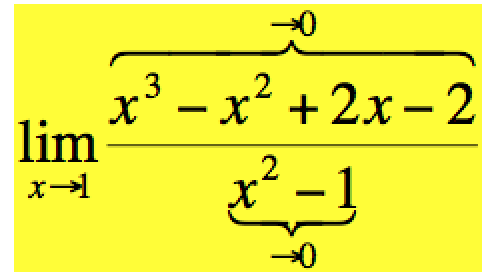 →0
x³ − x² + 2x − 2
lim
x→1
x² − 1
→0